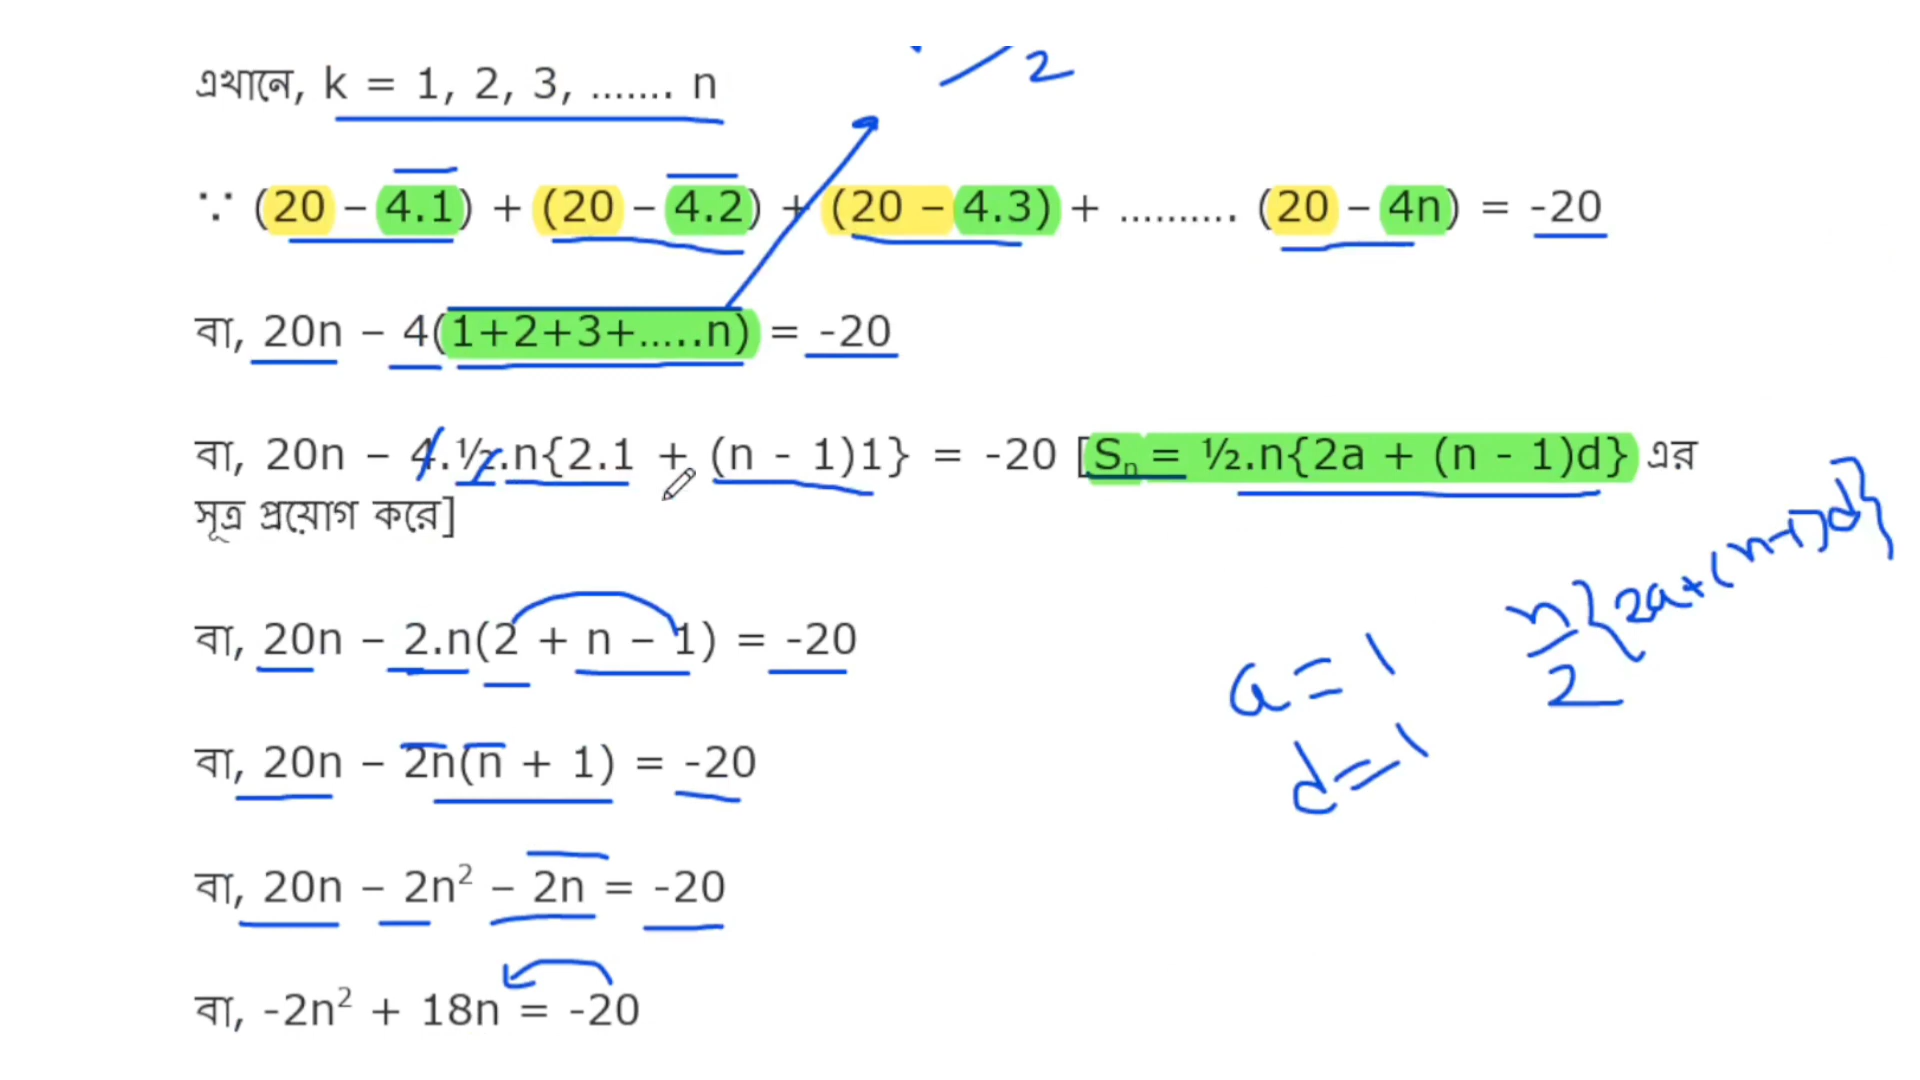 2
এখানে, k = 1, 2, 3, ……. n
∵ (20 – 4.1) + (20 – 4.2) + (20 – 4.3) + ………. (20 – 4n) = -20
বা, 20n – 4(1+2+3+…..n) = -20
বা, 20n – 4.½.n{2.1 + (n - 1)1} = -20 [Sₙ = ½.n{2a + (n - 1)d} এর
সূত্র প্রয়োগ করে]
n/2{2a+(n-1)d}
বা, 20n – 2.n(2 + n – 1) = -20
a=1
বা, 20n – 2n(n + 1) = -20
d=1
বা, 20n – 2n² – 2n = -20
বা, -2n² + 18n = -20